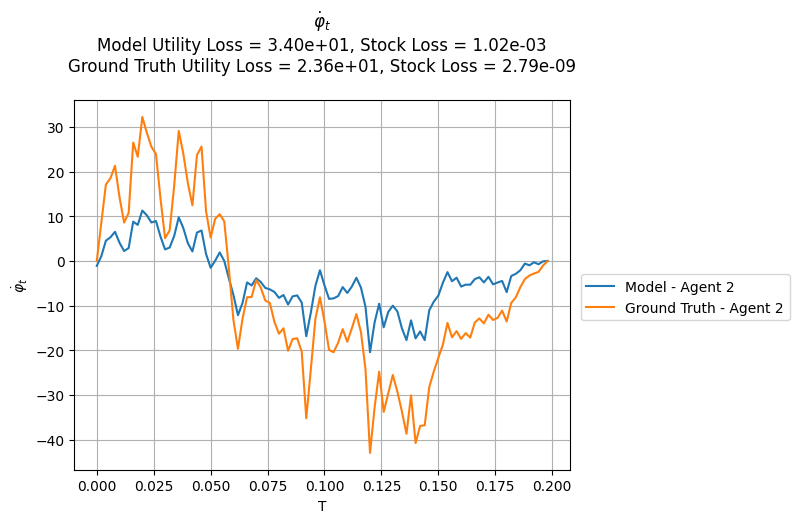 φ̇ₜ
Model Utility Loss = 3.40e+01, Stock Loss = 1.02e-03
Ground Truth Utility Loss = 2.36e+01, Stock Loss = 2.79e-09
30
20
10
0
−10
−20
−30
−40
φ̇ₜ
0.000 0.025 0.050 0.075 0.100 0.125 0.150 0.175 0.200
T
Model - Agent 2
Ground Truth - Agent 2